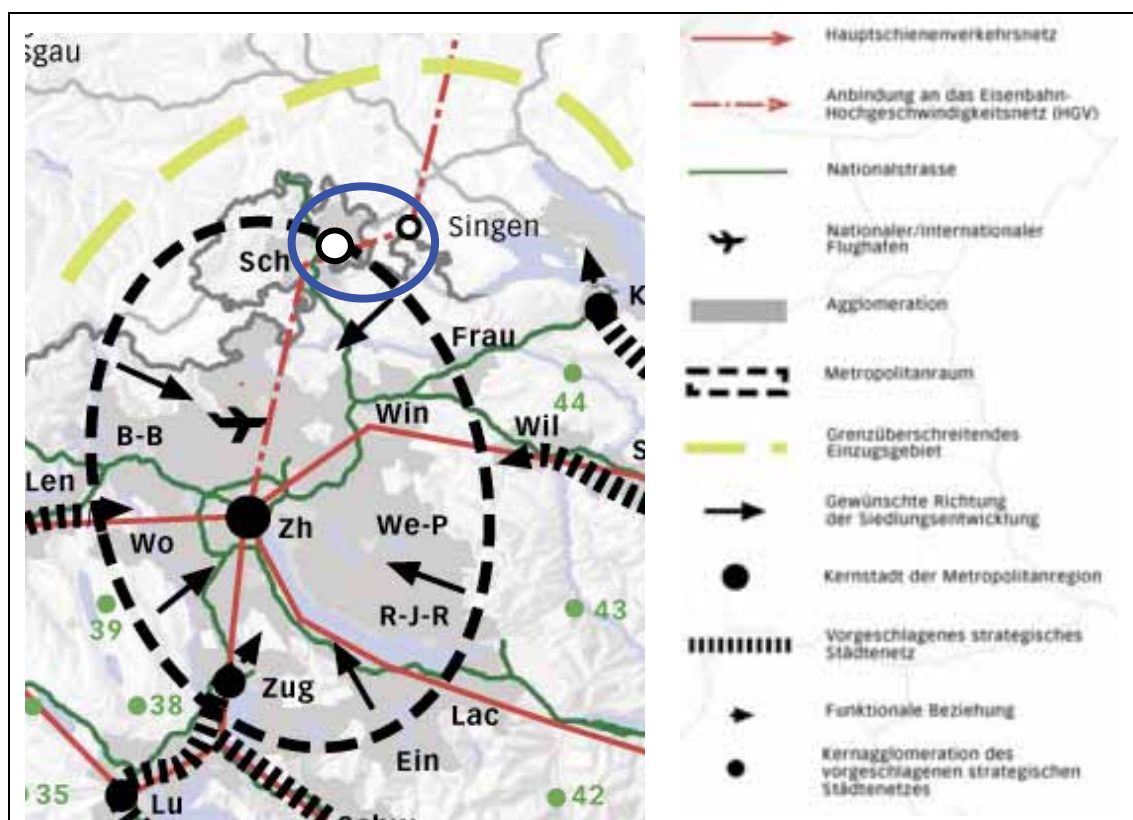 sgau
Singen
Sch
K
Frau
44
Win
Wil
S
B-B
Len
Zh
We-P
Wo
39
43
R-J-R
Zug
38
Lac
Ein
35
Lu
42
Hauptschienenverkehrsnetz
Anbindung an das Eisenbahn-
Hochgeschwindigkeitsnetz (HGV)
Nationalstrasse
Nationaler/Internationaler
Flughafen
Agglomeration
Metropolitanraum
Grenzüberschreitendes
Einzugsgebiet
Gewünschte Richtung
der Siedlungsentwicklung
Kernstadt der Metropolitanregion
Vorgeschlagenes strategisches
Städtenetz
Funktionale Beziehung
Kernagglomeration des
vorgeschlagenen strategischen
Städtenetzes